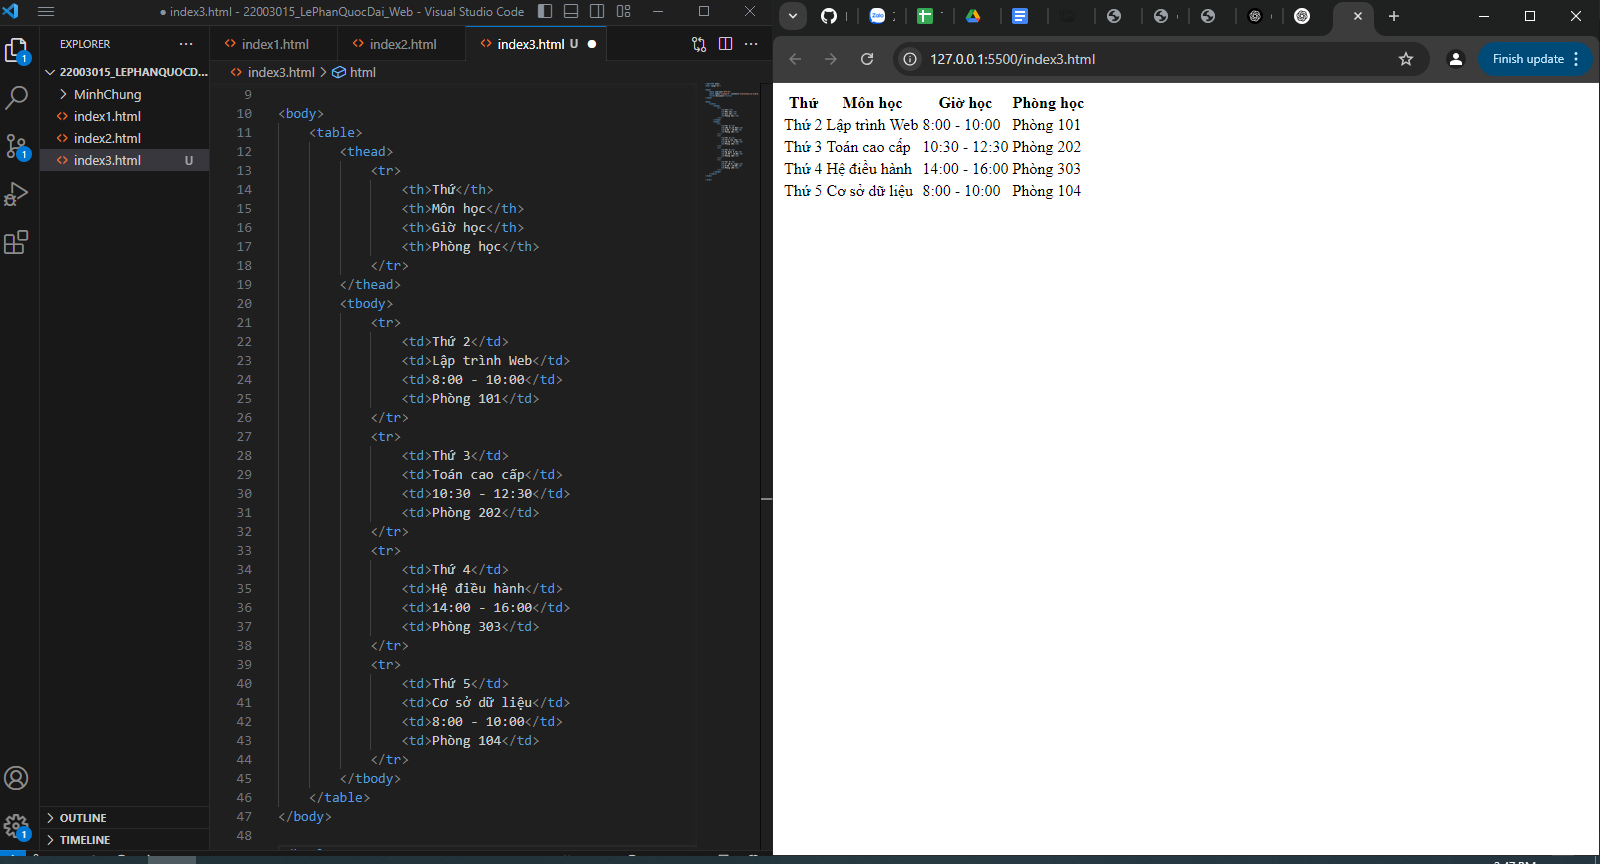 ● index3.html - 22003015_LePhanQuocDai_Web - Visual Studio Code
EXPLORER
22003015_LEPHANQUOCD...
MinhChung
index1.html
index2.html
index3.html U
OUTLINE
TIMELINE
1
1
1
index1.html
index2.html
index3.html U ●
index3.html > html
9
10 <body>
11 <table>
12 <thead>
13 <tr>
14 <th>Thứ</th>
15 <th>Môn học</th>
16 <th>Giờ học</th>
17 <th>Phòng học</th>
18 </tr>
19 </thead>
20 <tbody>
21 <tr>
22 <td>Thứ 2</td>
23 <td>Lập trình Web</td>
24 <td>8:00 - 10:00</td>
25 <td>Phòng 101</td>
26 </tr>
27 <tr>
28 <td>Thứ 3</td>
29 <td>Toán cao cấp</td>
30 <td>10:30 - 12:30</td>
31 <td>Phòng 202</td>
32 </tr>
33 <tr>
34 <td>Thứ 4</td>
35 <td>Hệ điều hành</td>
36 <td>14:00 - 16:00</td>
37 <td>Phòng 303</td>
38 </tr>
39 <tr>
40 <td>Thứ 5</td>
41 <td>Cơ sở dữ liệu</td>
42 <td>8:00 - 10:00</td>
43 <td>Phòng 104</td>
44 </tr>
45 </tbody>
46 </table>
47 </body>
48
Zalo
127.0.0.1:5500/index3.html
Finish update
Thứ Môn học Giờ học Phòng học
Thứ 2 Lập trình Web 8:00 - 10:00 Phòng 101
Thứ 3 Toán cao cấp 10:30 - 12:30 Phòng 202
Thứ 4 Hệ điều hành 14:00 - 16:00 Phòng 303
Thứ 5 Cơ sở dữ liệu 8:00 - 10:00 Phòng 104